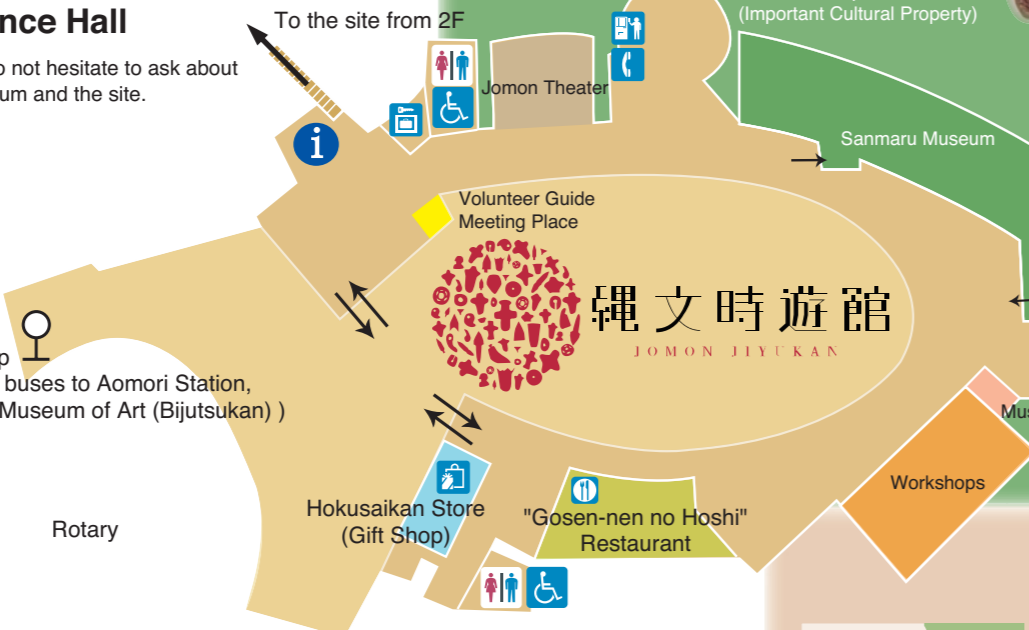 nce Hall
To the site from 2F
(Important Cultural Property)
o not hesitate to ask about
um and the site.
Jomon Theater
i
Sanmaru Museum
Volunteer Guide
Meeting Place
縄文時遊館
JOMON JIYUKAN
p
buses to Aomori Station,
Museum of Art (Bijutsukan) )
Mus
Workshops
Hokusaikan Store
(Gift Shop)
"Gosen-nen no Hoshi"
Restaurant
Rotary